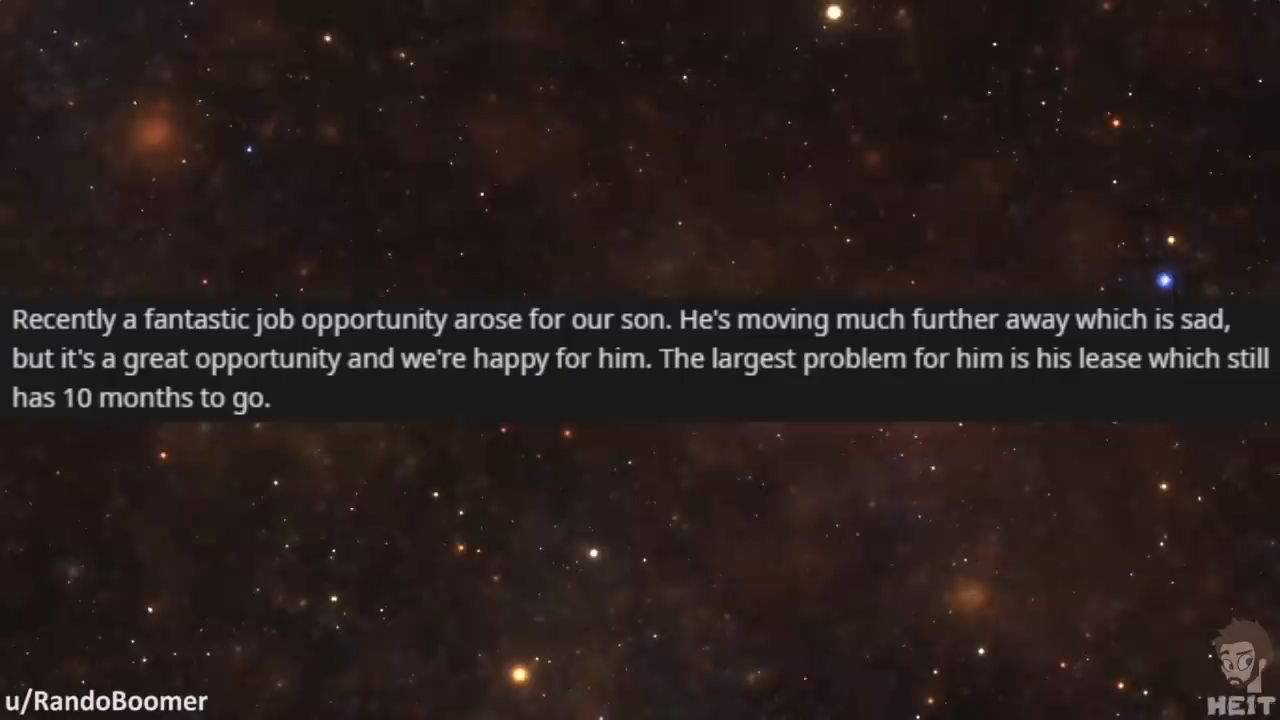 Recently a fantastic job opportunity arose for our son. He's moving much further away which is sad,
but it's a great opportunity and we're happy for him. The largest problem for him is his lease which still
has 10 months to go.
u/RandoBoomer
HEIT